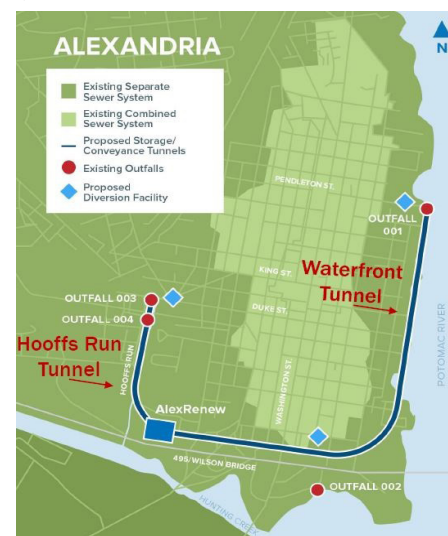 ALEXANDRIA
N
Existing Separate
Sewer System
Existing Combined
Sewer System
Proposed Storage/
Conveyance Tunnels
Existing Outfalls
Proposed
Diversion Facility
PENDLETON ST.
OUTFALL
001
KING ST.
Waterfront
Tunnel
OUTFALL 003
DUKE ST.
OUTFALL 004
Hooffs Run
Tunnel
HOOFFS RUN
WASHINGTON ST.
POTOMAC RIVER
AlexRenew
495/WILSON BRIDGE
OUTFALL 002
HUNTING CREEK